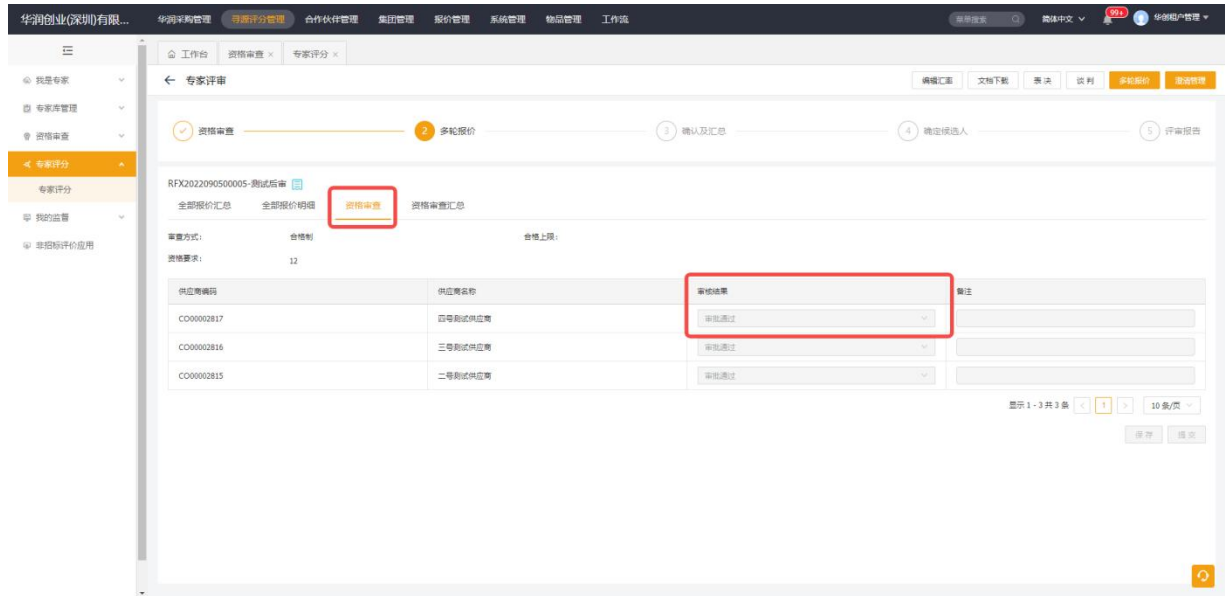 华润创业(深圳)有限... 华润采购管理 寻源评分管理 合作伙伴管理 集团管理 报价管理 系统管理 物品管理 工作流 菜单搜索 简体中文 99+ 华创租户管理
工作台 资格审查 × 专家评分 ×
我是专家
专家库管理
资格审查
专家评分
专家评分
我的监督
非招标评价应用
← 专家评审 编辑汇率 文档下载 表决 谈判 多轮报价 澄清管理
资格审查 2 多轮报价 3 确认及汇总 4 确定候选人 5 评审报告
RFX2022090500005-测试后审
全部报价汇总 全部报价明细 资格审查 资格审查汇总
审查方式: 合格制 合格上限:
资格要求: 12
供应商编码 供应商名称 审核结果 备注
CO00002817 四号测试供应商 审批通过
CO00002816 三号测试供应商 审批通过
CO00002815 二号测试供应商 审批通过
显示 1 - 3 共 3 条 < 1 > 10 条/页
保存 提交